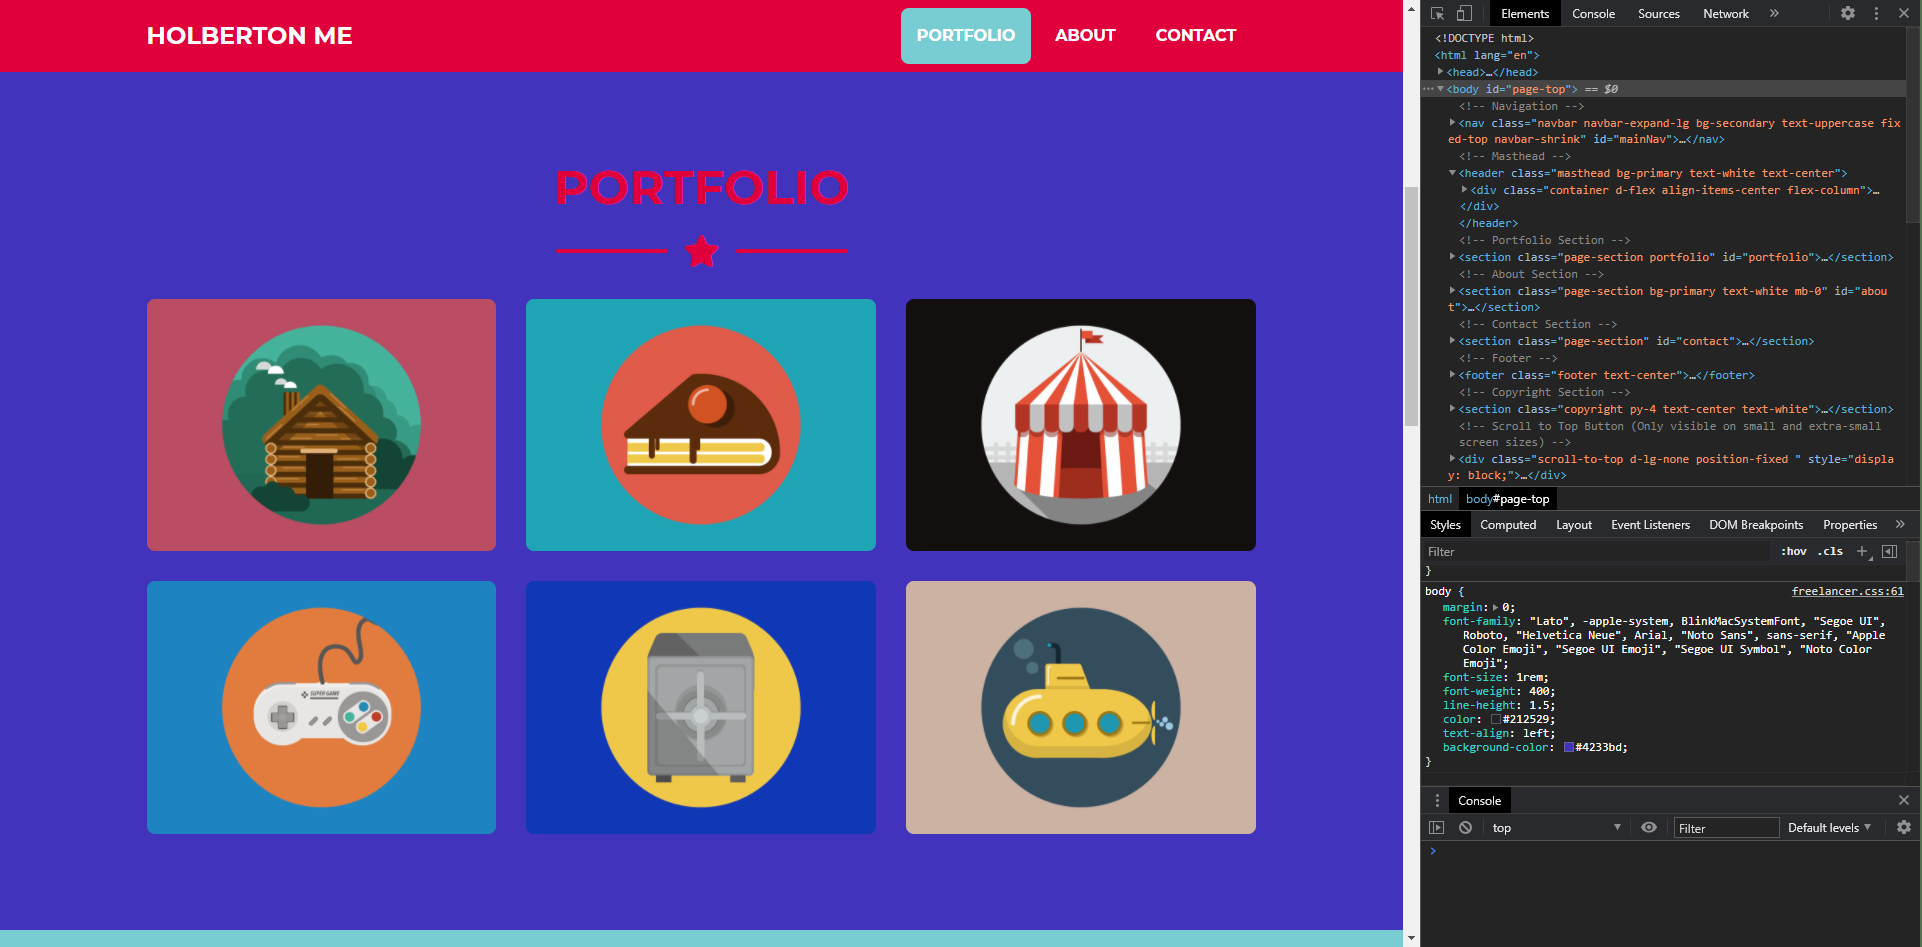 HOLBERTON ME
PORTFOLIO
ABOUT
CONTACT
PORTFOLIO
SUPER GAME
Elements
Console
Sources
Network
»
<!DOCTYPE html>
<html lang="en">
<head>…</head>
<body id="page-top"> == $0
<!-- Navigation -->
<nav class="navbar navbar-expand-lg bg-secondary text-uppercase fix
ed-top navbar-shrink" id="mainNav">…</nav>
<!-- Masthead -->
<header class="masthead bg-primary text-white text-center">
<div class="container d-flex align-items-center flex-column">…
</div>
</header>
<!-- Portfolio Section -->
<section class="page-section portfolio" id="portfolio">…</section>
<!-- About Section -->
<section class="page-section bg-primary text-white mb-0" id="abou
t">…</section>
<!-- Contact Section -->
<section class="page-section" id="contact">…</section>
<!-- Footer -->
<footer class="footer text-center">…</footer>
<!-- Copyright Section -->
<section class="copyright py-4 text-center text-white">…</section>
<!-- Scroll to Top Button (Only visible on small and extra-small
screen sizes) -->
<div class="scroll-to-top d-lg-none position-fixed " style="displa
y: block;">…</div>
html
body#page-top
Styles
Computed
Layout
Event Listeners
DOM Breakpoints
Properties
»
Filter
:hov
.cls
+
}
body {
freelancer.css:61
margin: 0;
font-family: "Lato", -apple-system, BlinkMacSystemFont, "Segoe UI",
Roboto, "Helvetica Neue", Arial, "Noto Sans", sans-serif, "Apple
Color Emoji", "Segoe UI Emoji", "Segoe UI Symbol", "Noto Color
Emoji";
font-size: 1rem;
font-weight: 400;
line-height: 1.5;
color: #212529;
text-align: left;
background-color: #4233bd;
}
Console
top
Filter
Default levels
>